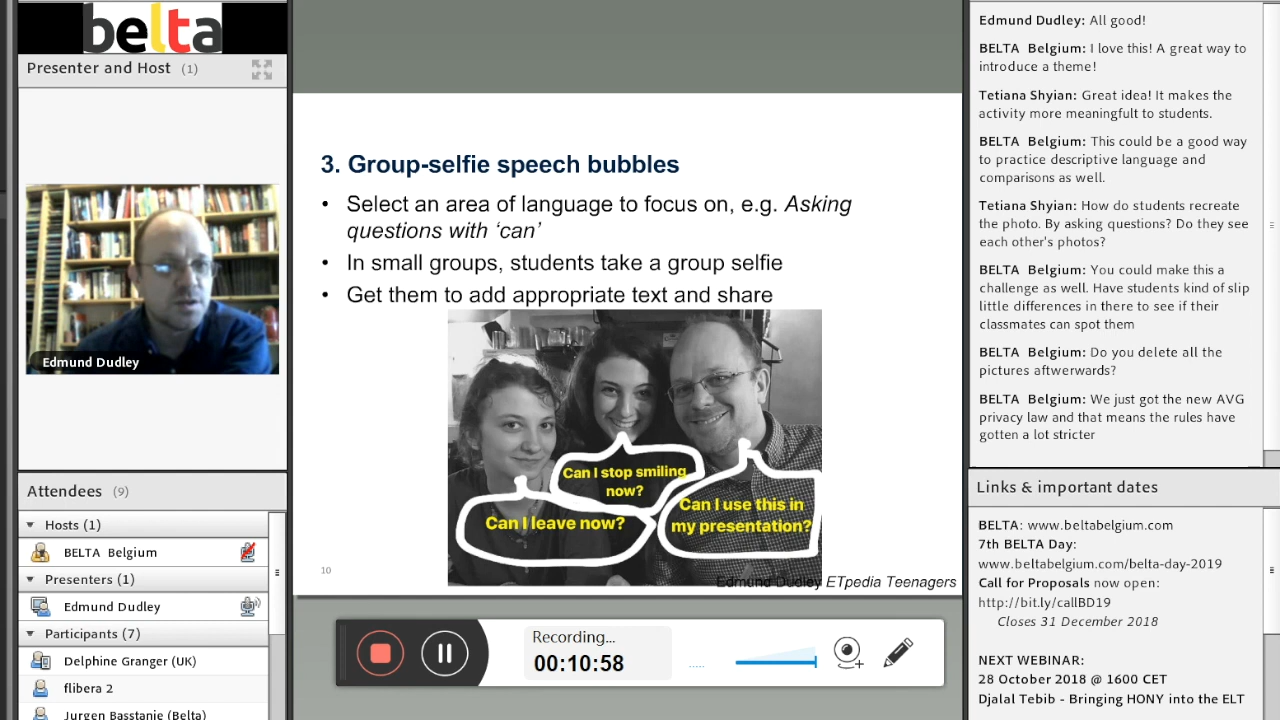 belta
Presenter and Host (1)
Edmund Dudley
Attendees (9)
Hosts (1)
BELTA Belgium
Presenters (1)
Edmund Dudley
Participants (7)
Delphine Granger (UK)
flibera 2
Jurgen Basstanie (Belta)
3. Group-selfie speech bubbles
• Select an area of language to focus on, e.g. Asking
questions with ‘can’
• In small groups, students take a group selfie
• Get them to add appropriate text and share
Can I stop smiling
now?
Can I leave now?
Can I use this in
my presentation?
10
Edmund Dudley ETpedia Teenagers
Recording...
00:10:58
Edmund Dudley: All good!
BELTA Belgium: I love this! A great way to
introduce a theme!
Tetiana Shyian: Great idea! It makes the
activity more meaningfult to students.
BELTA Belgium: This could be a good way
to practice descriptive language and
comparisons as well.
Tetiana Shyian: How do students recreate
the photo. By asking questions? Do they see
each other's photos?
BELTA Belgium: You could make this a
challenge as well. Have students kind of slip
little differences in there to see if their
classmates can spot them
BELTA Belgium: Do you delete all the
pictures aftwerwards?
BELTA Belgium: We just got the new AVG
privacy law and that means the rules have
gotten a lot stricter
Links & important dates
BELTA: www.beltabelgium.com
7th BELTA Day:
www.beltabelgium.com/belta-day-2019
Call for Proposals now open:
http://bit.ly/callBD19
Closes 31 December 2018
NEXT WEBINAR:
28 October 2018 @ 1600 CET
Djalal Tebib - Bringing HONY into the ELT